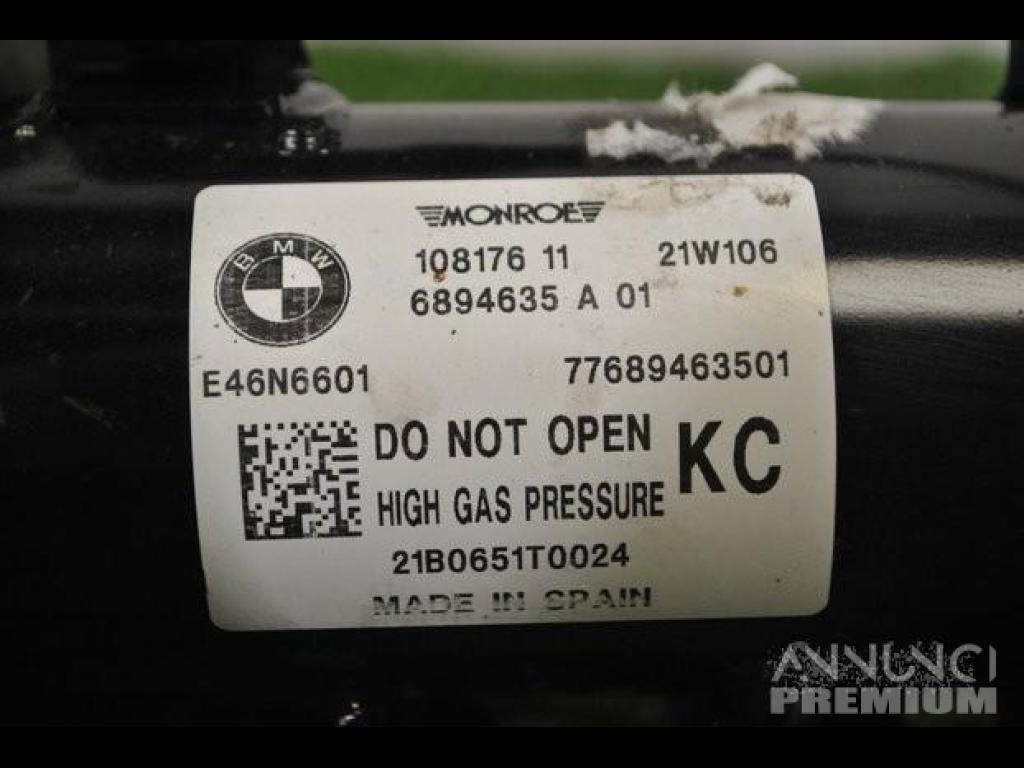 MONROE
BMW
108176 11 21W106
6894635 A 01
E46N6601 77689463501
DO NOT OPEN KC
HIGH GAS PRESSURE
21B0651T0024
MADE IN SPAIN
ANNUNCI
PREMIUM